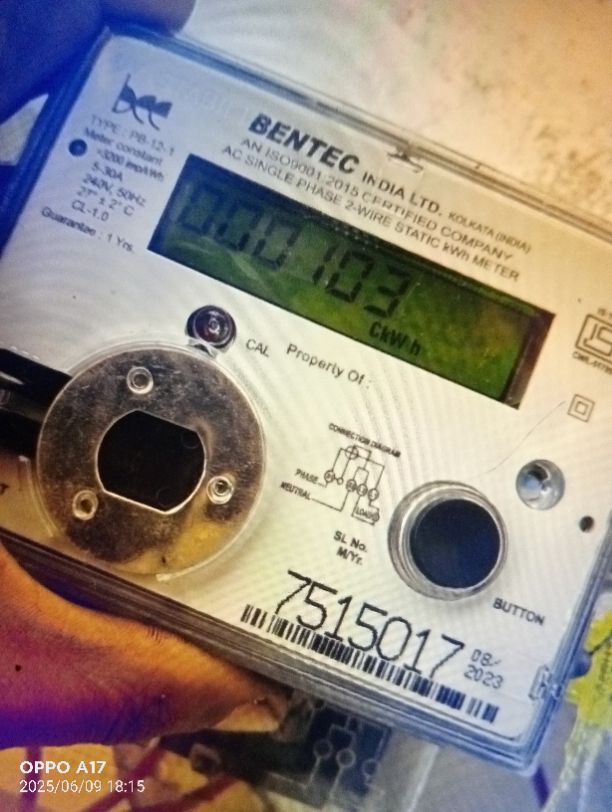 bee
BENTEC INDIA LTD. KOLKATA (INDIA)
AN ISO9001:2015 CERTIFIED COMPANY
AC SINGLE PHASE 2-WIRE STATIC kWh METER
TYPE : PB-12-1
Meter constant
5-30A
240V, 50Hz
27° ± 2° C
CL-1.0
Guarantee : 1 Yrs.
000103
CkWh
CAL
Property Of :
CONNECTION DIAGRAM
PHASE
NEUTRAL
LOAD
SL No.
M/Yr.
BUTTON
7515017
08/
2023
OPPO A17
2025/06/09 18:15